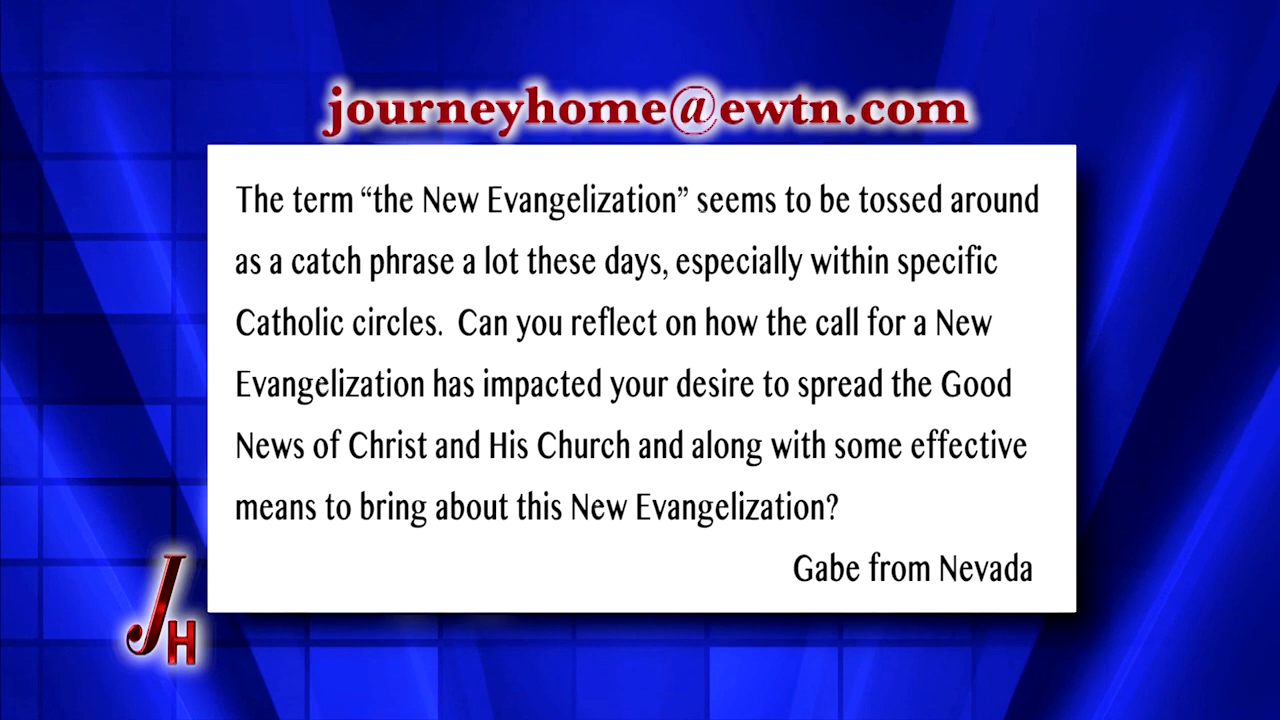 journeyhome@ewtn.com
The term “the New Evangelization” seems to be tossed around
as a catch phrase a lot these days, especially within specific
Catholic circles.  Can you reflect on how the call for a New
Evangelization has impacted your desire to spread the Good
News of Christ and His Church and along with some effective
means to bring about this New Evangelization?
Gabe from Nevada
JH